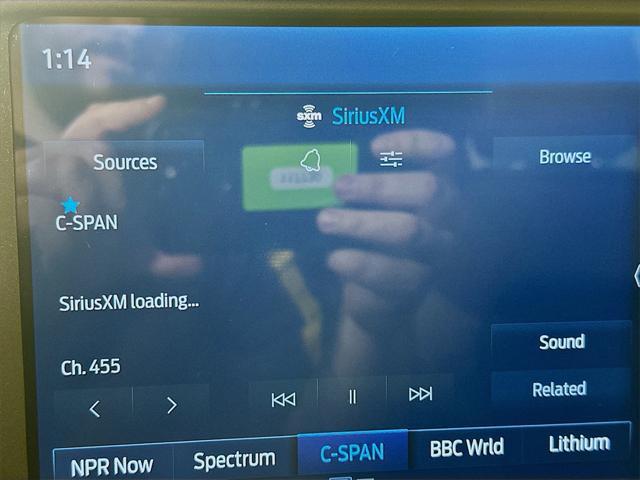 1:14
sxm SiriusXM
Sources
Browse
C-SPAN
SiriusXM loading...
Sound
Ch. 455
Related
NPR Now Spectrum C-SPAN BBC Wrld Lithium